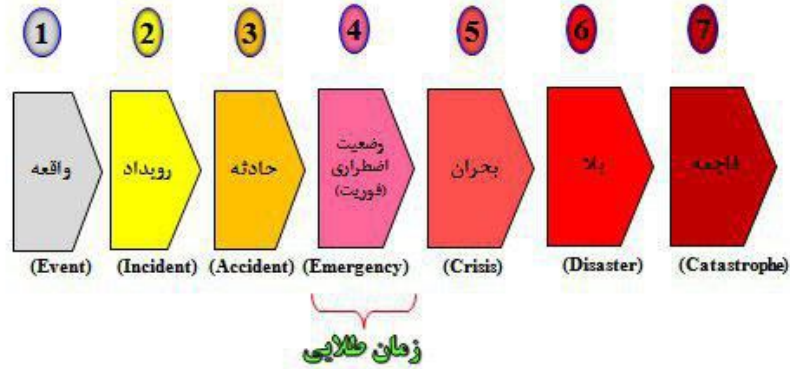 1 2 3 4 5 6 7
واقعه
رویداد
حادثه
وضعیت
اضطراری
(فوریت)
بحران
بلا
فاجعه
(Event) (Incident) (Accident) (Emergency) (Crisis) (Disaster) (Catastrophe)
زمان طلایی